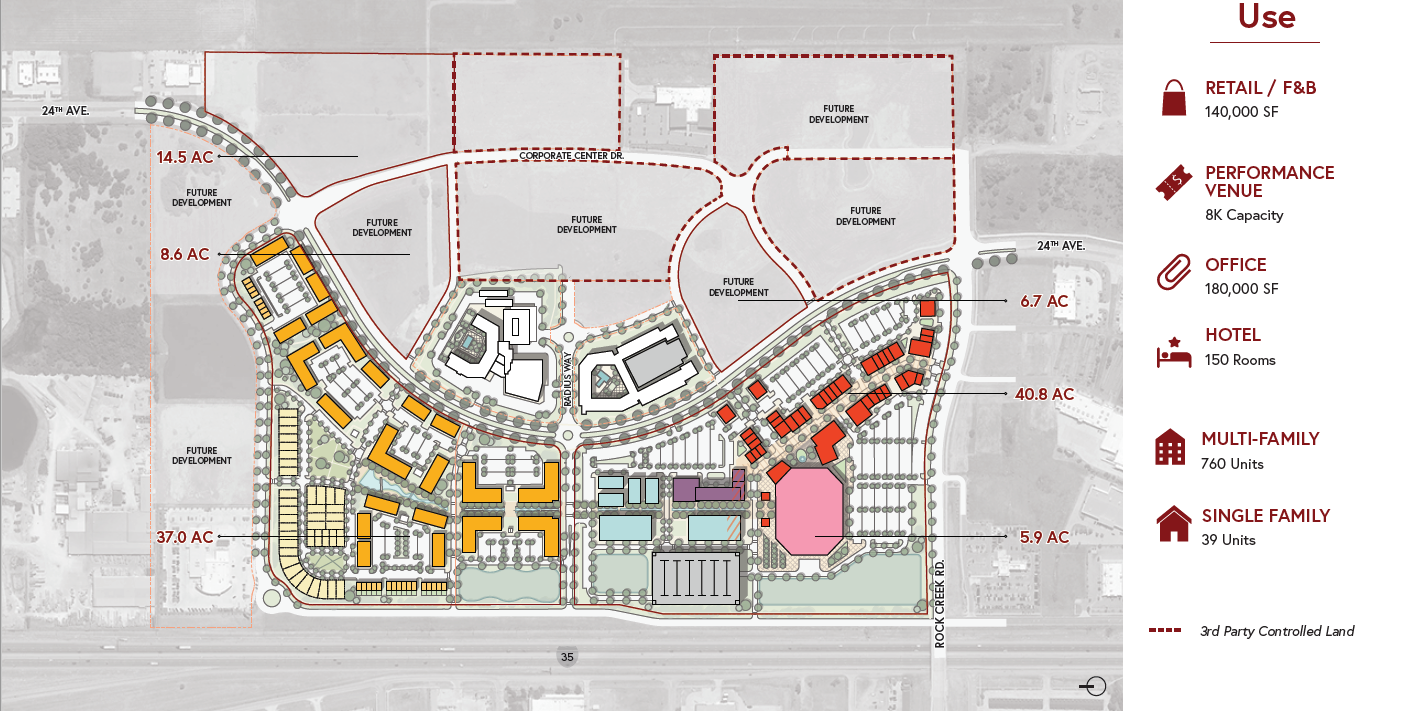 Use
RETAIL / F&B
140,000 SF
PERFORMANCE
VENUE
8K Capacity
OFFICE
180,000 SF
HOTEL
150 Rooms
MULTI-FAMILY
760 Units
SINGLE FAMILY
39 Units
3rd Party Controlled Land
24TH AVE.
14.5 AC
FUTURE
DEVELOPMENT
8.6 AC
FUTURE
DEVELOPMENT
CORPORATE CENTER DR.
FUTURE
DEVELOPMENT
FUTURE
DEVELOPMENT
FUTURE
DEVELOPMENT
FUTURE
DEVELOPMENT
24TH AVE.
6.7 AC
RADIUS WAY
40.8 AC
FUTURE
DEVELOPMENT
37.0 AC
5.9 AC
ROCK CREEK RD.
35